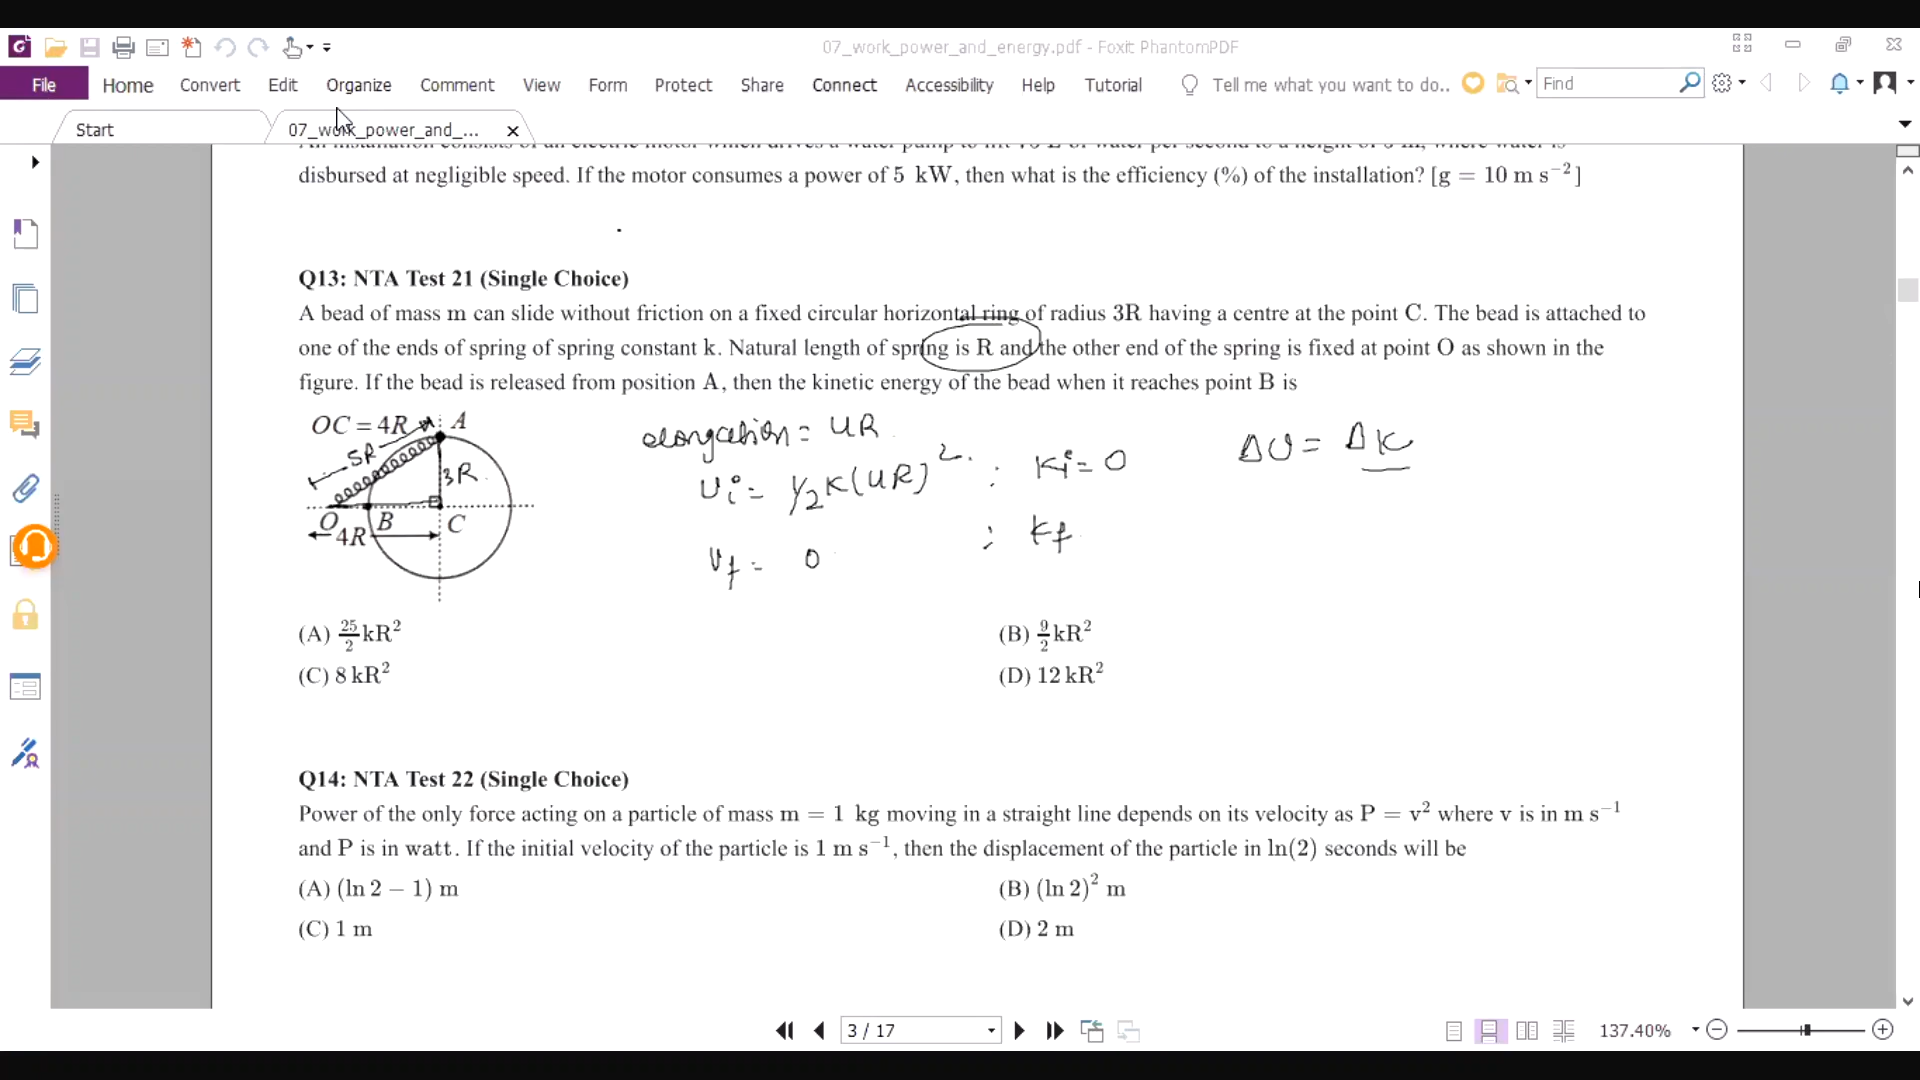 07_work_power_and_energy.pdf - Foxit PhantomPDF
File Home Convert Edit Organize Comment View Form Protect Share Connect Accessibility Help Tutorial Tell me what you want to do.. Find
Start 07_work_power_and_...
disbursed at negligible speed. If the motor consumes a power of 5 kW, then what is the efficiency (%) of the installation? [g = 10 m s⁻²]
Q13: NTA Test 21 (Single Choice)
A bead of mass m can slide without friction on a fixed circular horizontal ring of radius 3R having a centre at the point C. The bead is attached to
one of the ends of spring of spring constant k. Natural length of spring is R and the other end of the spring is fixed at point O as shown in the
figure. If the bead is released from position A, then the kinetic energy of the bead when it reaches point B is
OC = 4R A
5R
3R
O B C
4R
elongation = 4R
Ui = 1/2 K(4R)² ; Ki = 0
Uf = 0 ; Kf
ΔU = ΔK
(A) 25/2 kR²
(B) 9/2 kR²
(C) 8 kR²
(D) 12 kR²
Q14: NTA Test 22 (Single Choice)
Power of the only force acting on a particle of mass m = 1 kg moving in a straight line depends on its velocity as P = v² where v is in m s⁻¹
and P is in watt. If the initial velocity of the particle is 1 m s⁻¹, then the displacement of the particle in ln(2) seconds will be
(A) (ln 2 − 1) m
(B) (ln 2)² m
(C) 1 m
(D) 2 m
3 / 17
137.40%